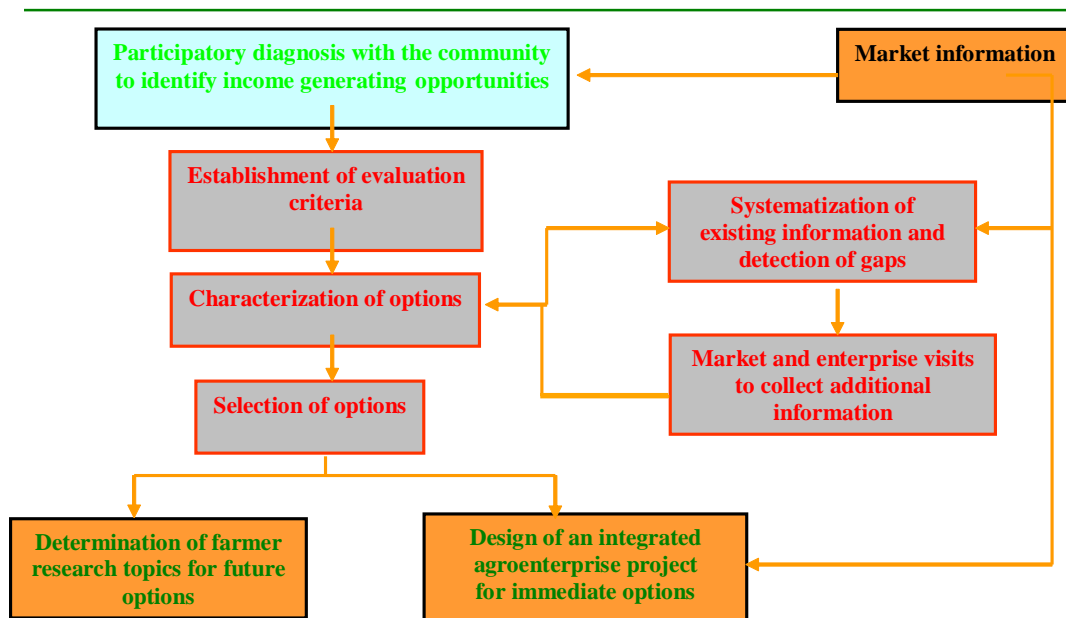 Participatory diagnosis with the community
to identify income generating opportunities
Market information
Establishment of evaluation
criteria
Systematization of
existing information and
detection of gaps
Characterization of options
Market and enterprise visits
to collect additional
information
Selection of options
Determination of farmer
research topics for future
options
Design of an integrated
agroenterprise project
for immediate options